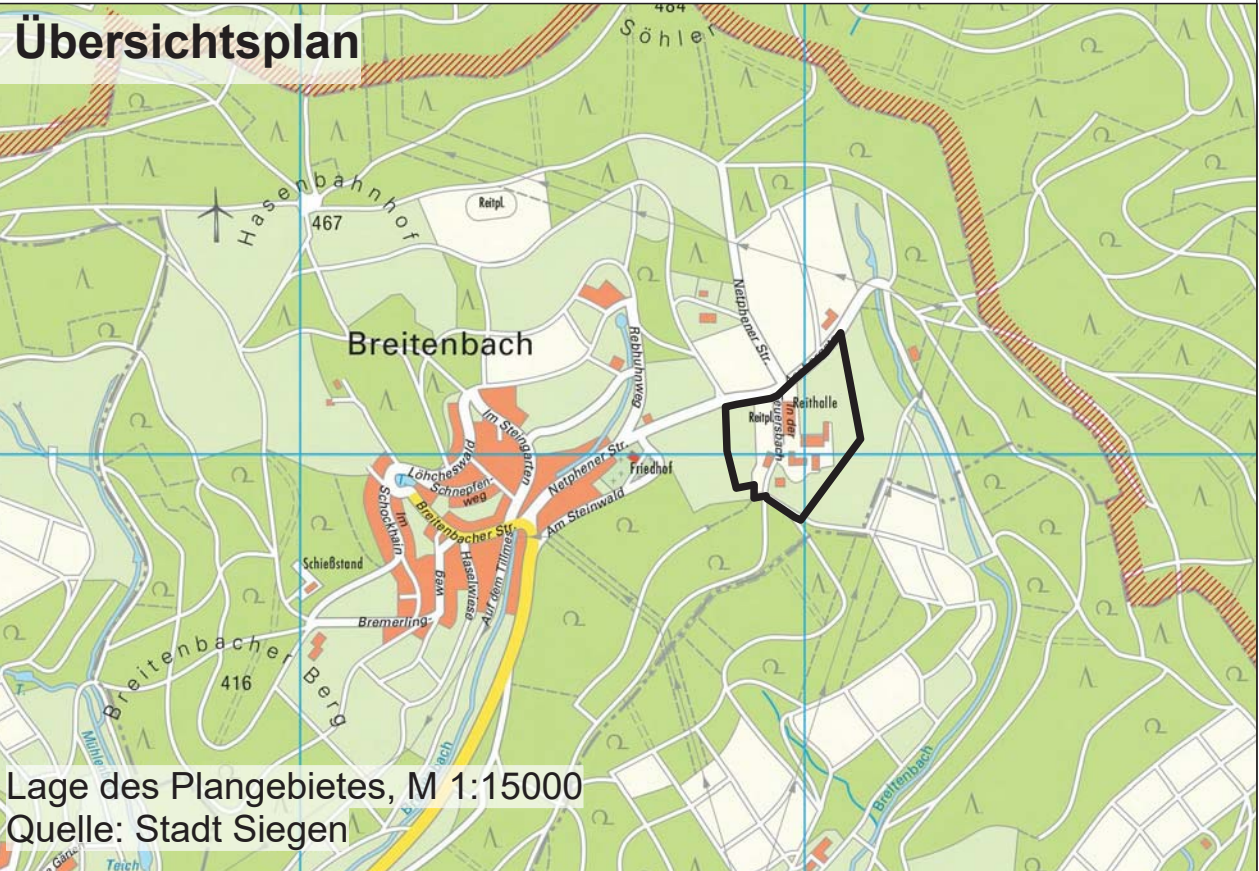 Übersichtsplan
484
Söhler
Hasenbahnhof
467
Reitpl.
Breitenbach
Netphener Str.
Rebhuhnweg
Reithalle
Reitpl.
In der
Im Steingarten
Löhcheswald
Schnepfen-
weg
Netphener Str.
Friedhof
T.
Im
Schockhain
Breitenbacher Str.
Am Steinwald
Schießstand
Haselwiese
Auf dem Tillmes
weg
Bremerling-
Breitenbacher Berg
416
T.
Breitenbach
Lage des Plangebietes, M 1:15000
Quelle: Stadt Siegen
Teich